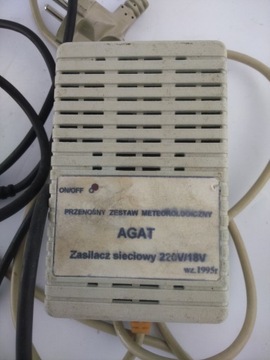 ON/OFF
PRZENOŚNY ZESTAW METEOROLOGICZNY
AGAT
Zasilacz sieciowy 220V/18V
wz.1995r